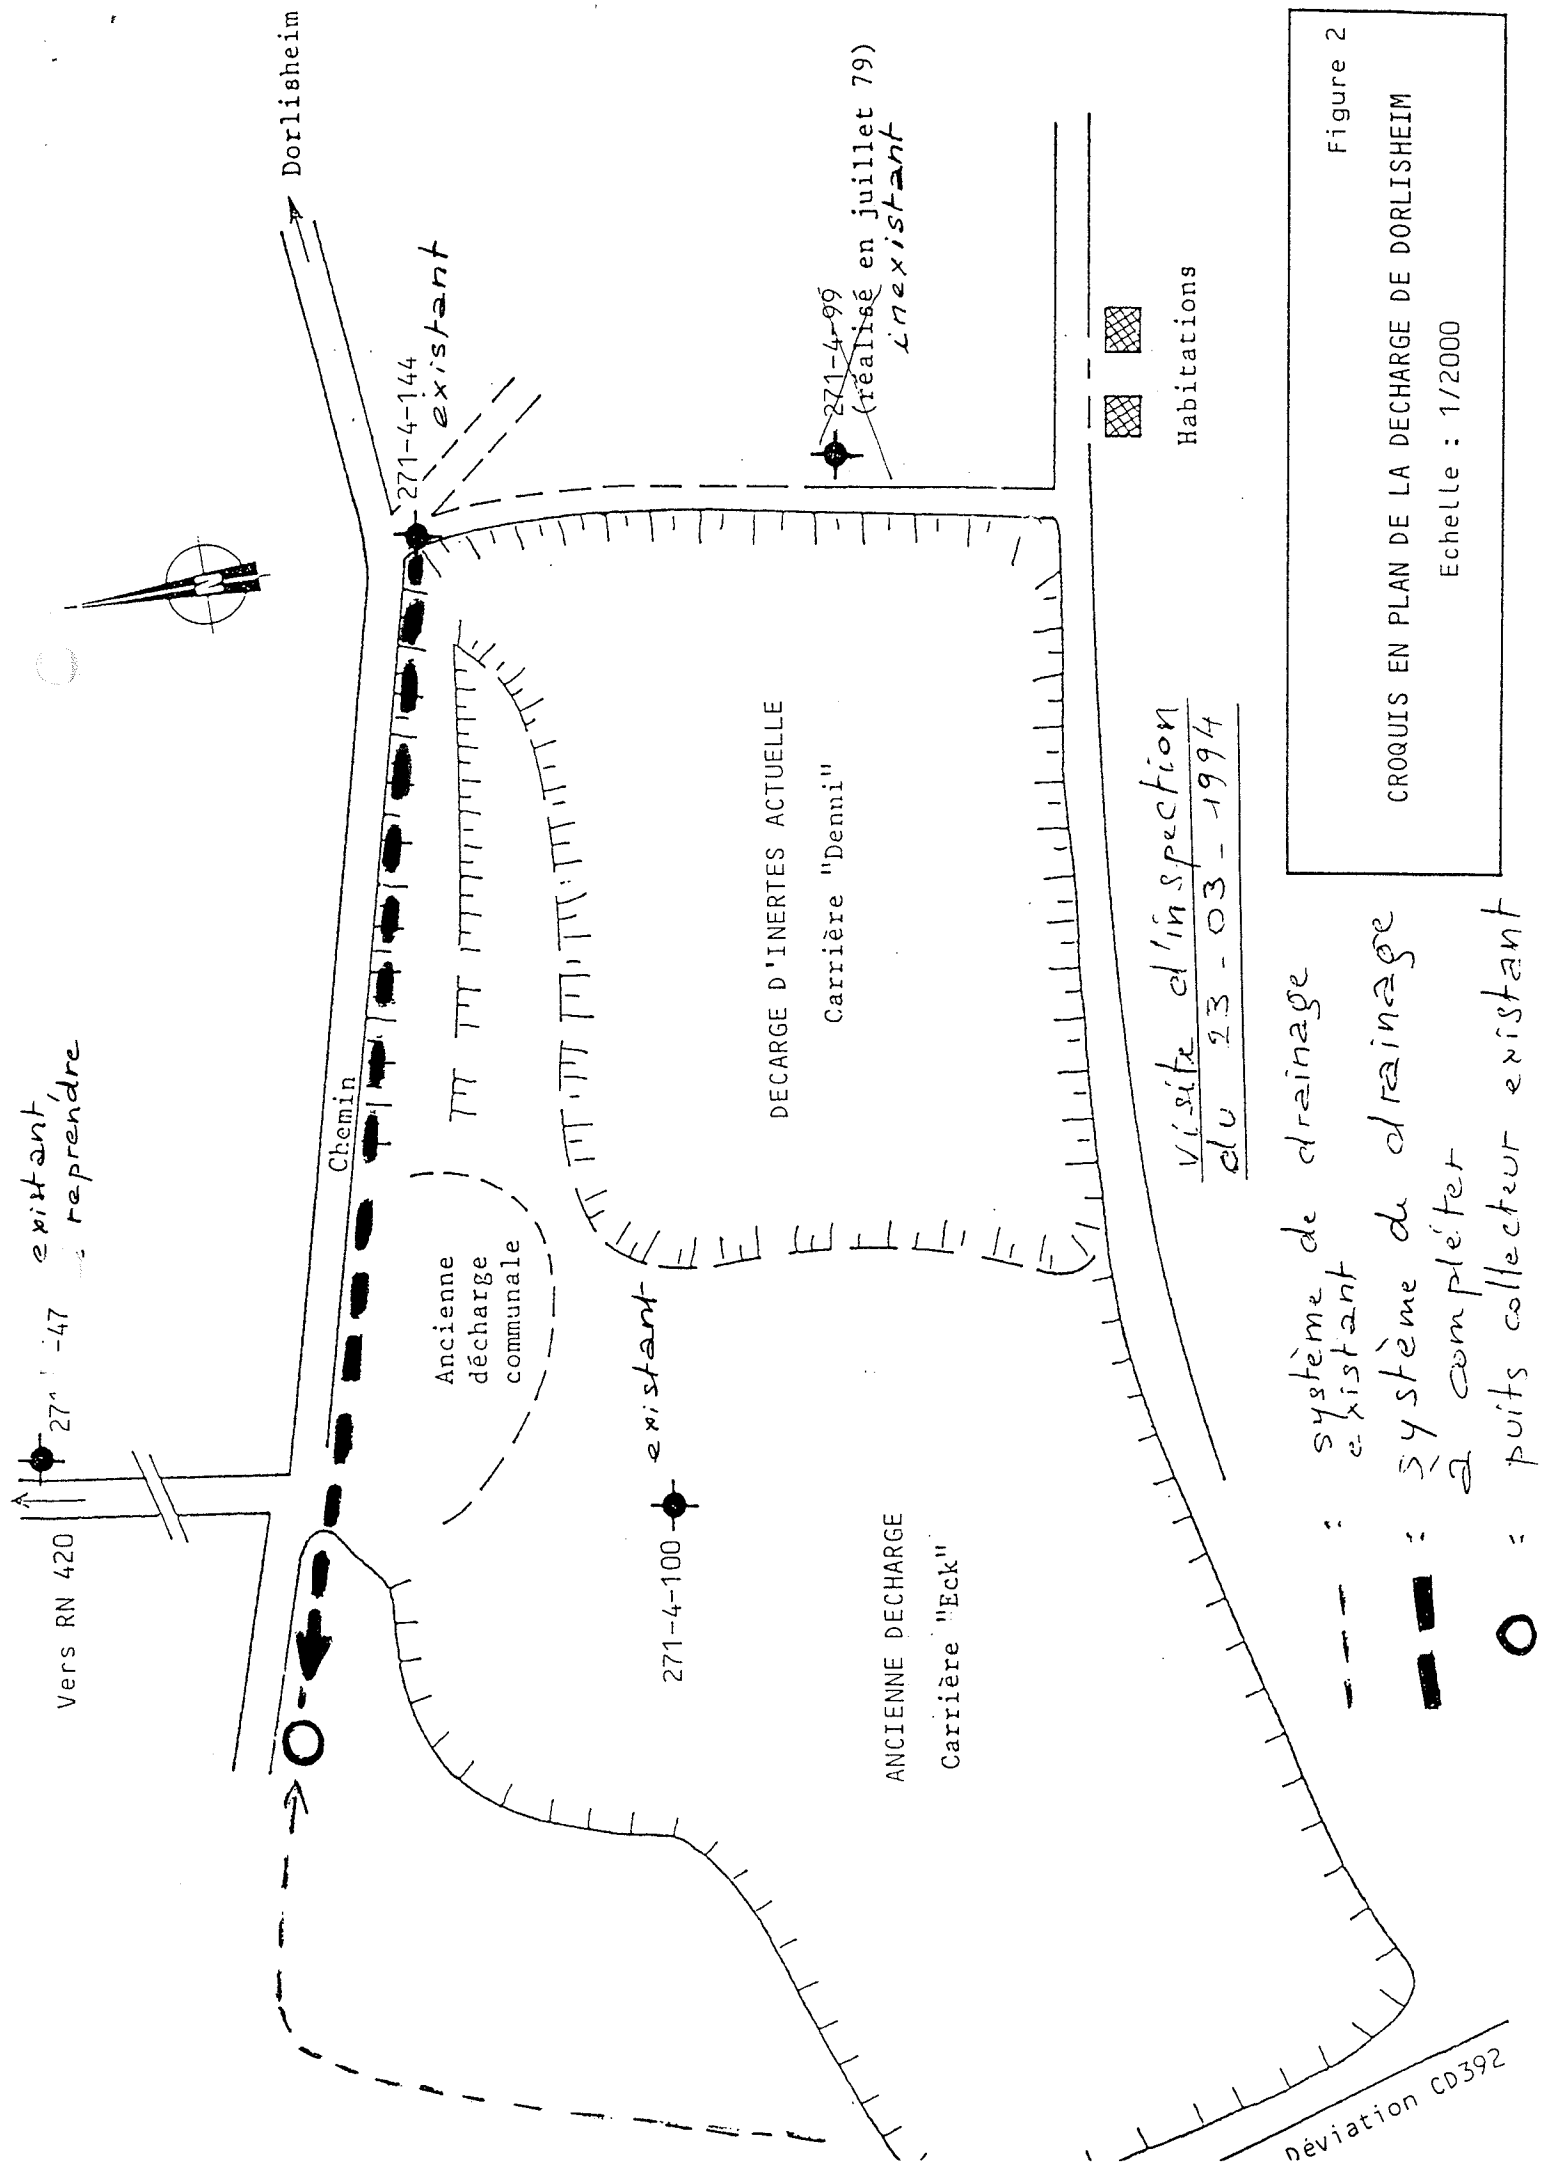 Vers RN 420
-47
existant
reprendre
Chemin
Dorlisheim
N
271-4-144
existant
271-4-99
(réalisé en juillet 79)
inexistant
Ancienne
décharge
communale
271-4-100
existant
DECARGE D'INERTES ACTUELLE
Carrière "Denni"
ANCIENNE DECHARGE
Carrière "Eck"
Habitations
Visite d'inspection
du 23-03-1994
Déviation CD392
= système de drainage
existant
= système de drainage
à compléter
= puits collecteur existant
Figure 2
CROQUIS EN PLAN DE LA DECHARGE DE DORLISHEIM
Echelle : 1/2000